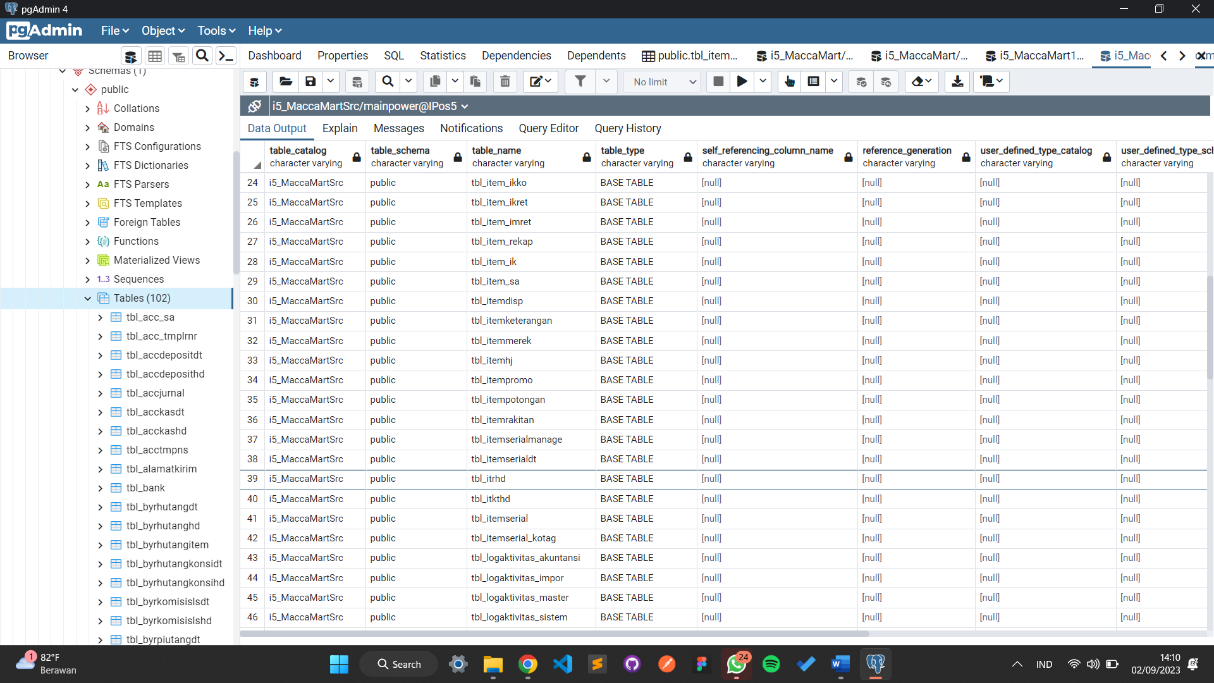 pgAdmin 4
pgAdmin File Object Tools Help
Browser
Dashboard Properties SQL Statistics Dependencies Dependents public.tbl_item... i5_MaccaMart/... i5_MaccaMart/... i5_MaccaMart1... i5_Macc
Schemas (1)
public
Collations
Domains
FTS Configurations
FTS Dictionaries
FTS Parsers
FTS Templates
Foreign Tables
Functions
Materialized Views
Sequences
Tables (102)
tbl_acc_sa
tbl_acc_tmplrnr
tbl_accdepositdt
tbl_accdeposithd
tbl_accjurnal
tbl_acckasdt
tbl_acckashd
tbl_acctmpns
tbl_alamatkirim
tbl_bank
tbl_byrhutangdt
tbl_byrhutanghd
tbl_byrhutangitem
tbl_byrhutangkonsidt
tbl_byrhutangkonsihd
tbl_byrkomisislsdt
tbl_byrkomisislshd
tbl_byrpiutangdt
No limit
i5_MaccaMartSrc/mainpower@IPos5
Data Output Explain Messages Notifications Query Editor Query History
table_catalog table_schema table_name table_type self_referencing_column_name reference_generation user_defined_type_catalog user_defined_type_scl
character varying character varying character varying character varying character varying character varying character varying character varying
24 i5_MaccaMartSrc public tbl_item_ikko BASE TABLE [null] [null] [null] [null]
25 i5_MaccaMartSrc public tbl_item_ikret BASE TABLE [null] [null] [null] [null]
26 i5_MaccaMartSrc public tbl_item_imret BASE TABLE [null] [null] [null] [null]
27 i5_MaccaMartSrc public tbl_item_rekap BASE TABLE [null] [null] [null] [null]
28 i5_MaccaMartSrc public tbl_item_ik BASE TABLE [null] [null] [null] [null]
29 i5_MaccaMartSrc public tbl_item_sa BASE TABLE [null] [null] [null] [null]
30 i5_MaccaMartSrc public tbl_itemdisp BASE TABLE [null] [null] [null] [null]
31 i5_MaccaMartSrc public tbl_itemketerangan BASE TABLE [null] [null] [null] [null]
32 i5_MaccaMartSrc public tbl_itemmerek BASE TABLE [null] [null] [null] [null]
33 i5_MaccaMartSrc public tbl_itemhj BASE TABLE [null] [null] [null] [null]
34 i5_MaccaMartSrc public tbl_itempromo BASE TABLE [null] [null] [null] [null]
35 i5_MaccaMartSrc public tbl_itempotongan BASE TABLE [null] [null] [null] [null]
36 i5_MaccaMartSrc public tbl_itemrakitan BASE TABLE [null] [null] [null] [null]
37 i5_MaccaMartSrc public tbl_itemserialmanage BASE TABLE [null] [null] [null] [null]
38 i5_MaccaMartSrc public tbl_itemserialdt BASE TABLE [null] [null] [null] [null]
39 i5_MaccaMartSrc public tbl_itrhd BASE TABLE [null] [null] [null] [null]
40 i5_MaccaMartSrc public tbl_itkthd BASE TABLE [null] [null] [null] [null]
41 i5_MaccaMartSrc public tbl_itemserial BASE TABLE [null] [null] [null] [null]
42 i5_MaccaMartSrc public tbl_itemserial_kotag BASE TABLE [null] [null] [null] [null]
43 i5_MaccaMartSrc public tbl_logaktivitas_akuntansi BASE TABLE [null] [null] [null] [null]
44 i5_MaccaMartSrc public tbl_logaktivitas_impor BASE TABLE [null] [null] [null] [null]
45 i5_MaccaMartSrc public tbl_logaktivitas_master BASE TABLE [null] [null] [null] [null]
46 i5_MaccaMartSrc public tbl_logaktivitas_sistem BASE TABLE [null] [null] [null] [null]
1 82°F
Berawan
Search
24
IND
14:10
02/09/2023